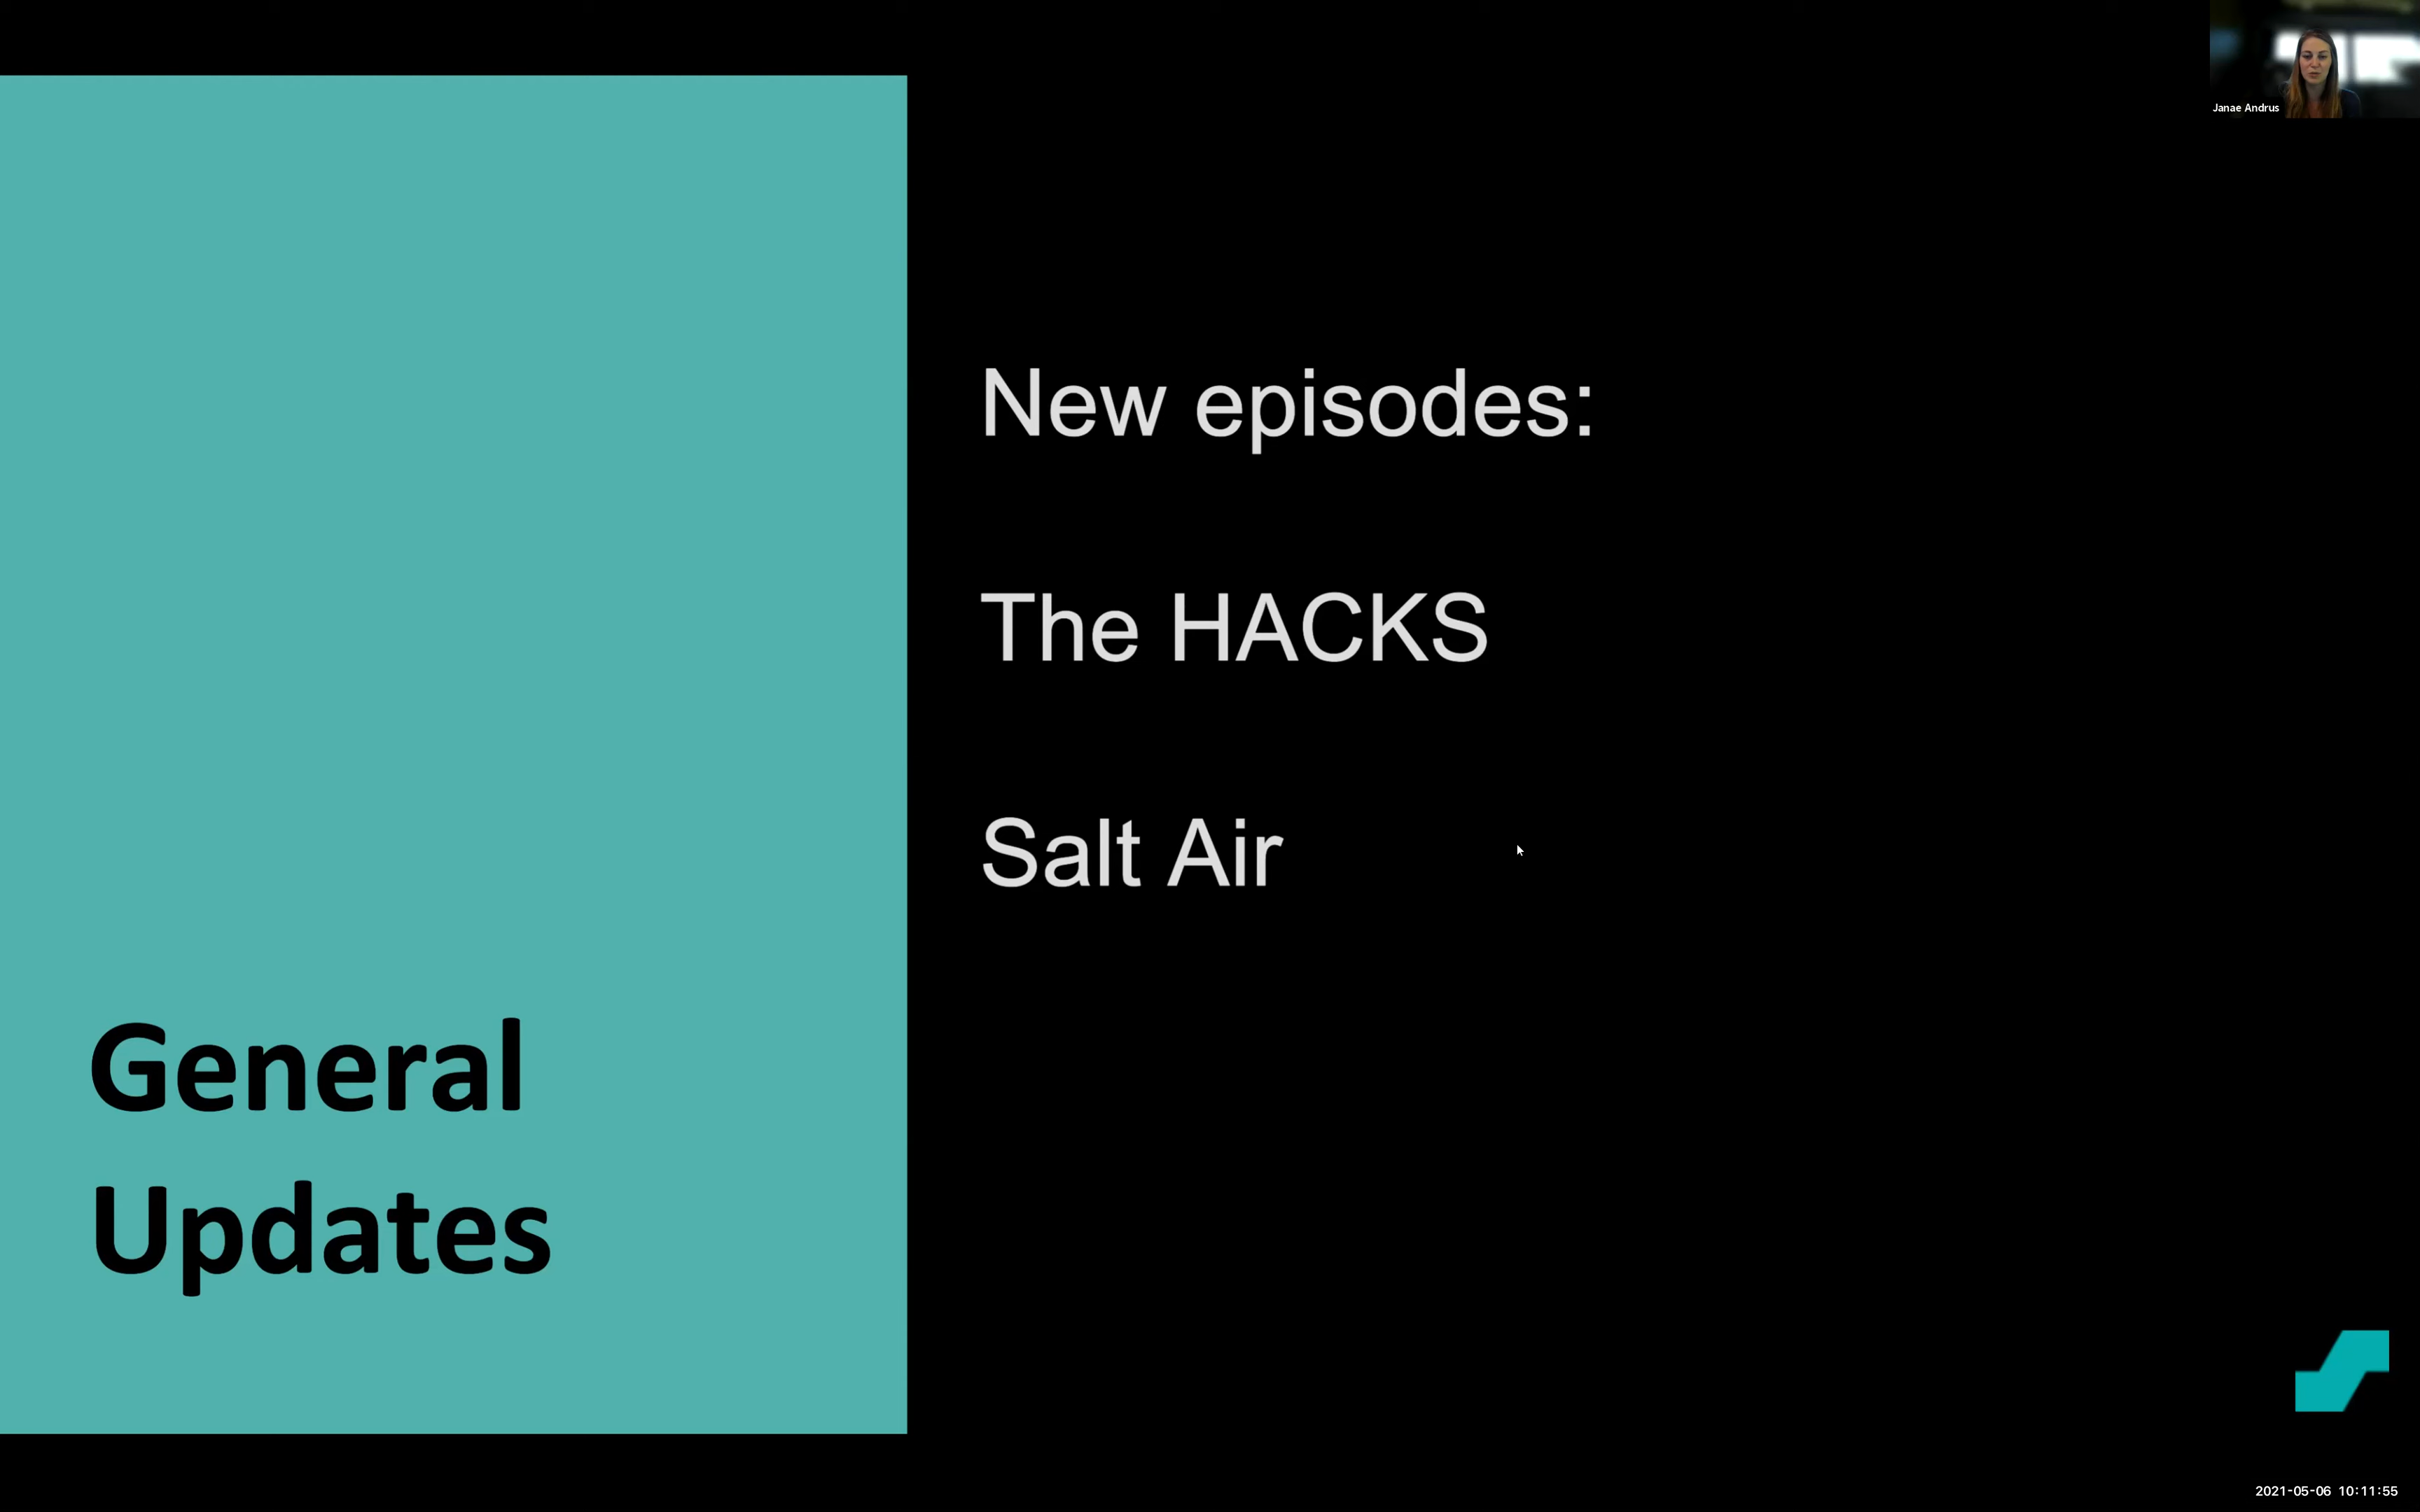 Janae Andrus
New episodes:
The HACKS
Salt Air
General
Updates
2021-05-06 10:11:55